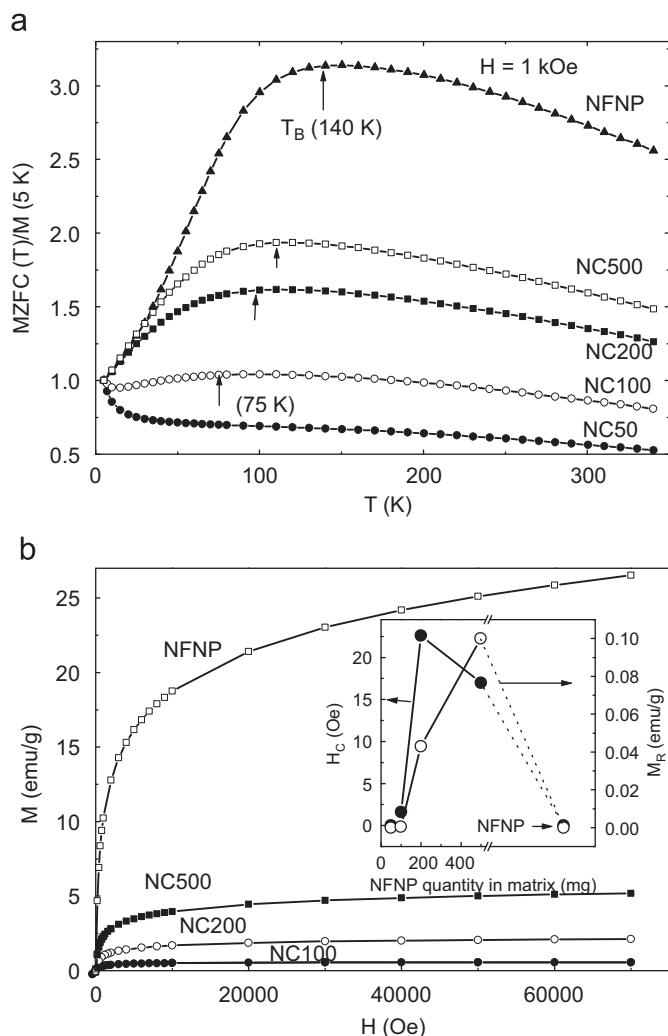 a
H = 1 kOe
NFNP
T_B (140 K)
NC500
NC200
NC100
(75 K)
NC50
MZFC (T)/M (5 K)
3.0
2.5
2.0
1.5
1.0
0.5
0 100 200 300
T (K)
b
NFNP
NC500
NC200
NC100
M (emu/g)
25
20
15
10
5
0
0 20000 40000 60000
H (Oe)
H_C (Oe)
20
15
10
5
0
M_R (emu/g)
0.10
0.08
0.06
0.04
0.02
0.00
NFNP
200 400
NFNP quantity in matrix (mg)